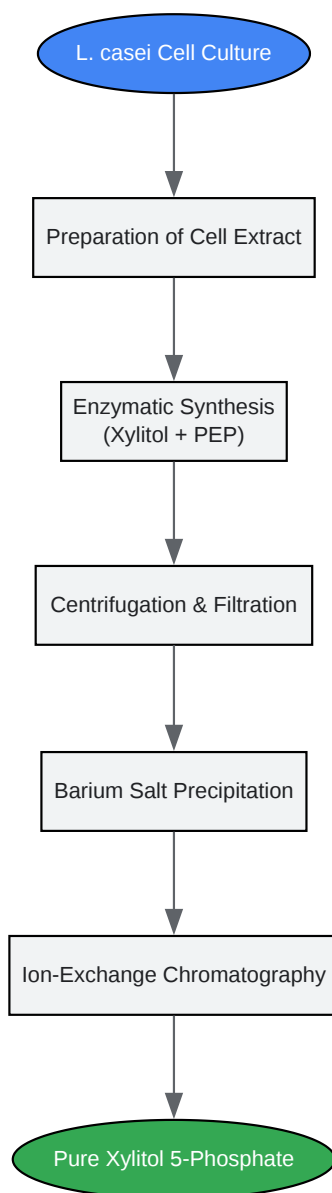 L. casei Cell Culture
Preparation of Cell Extract
Enzymatic Synthesis
(Xylitol + PEP)
Centrifugation & Filtration
Barium Salt Precipitation
Ion-Exchange Chromatography
Pure Xylitol 5-Phosphate